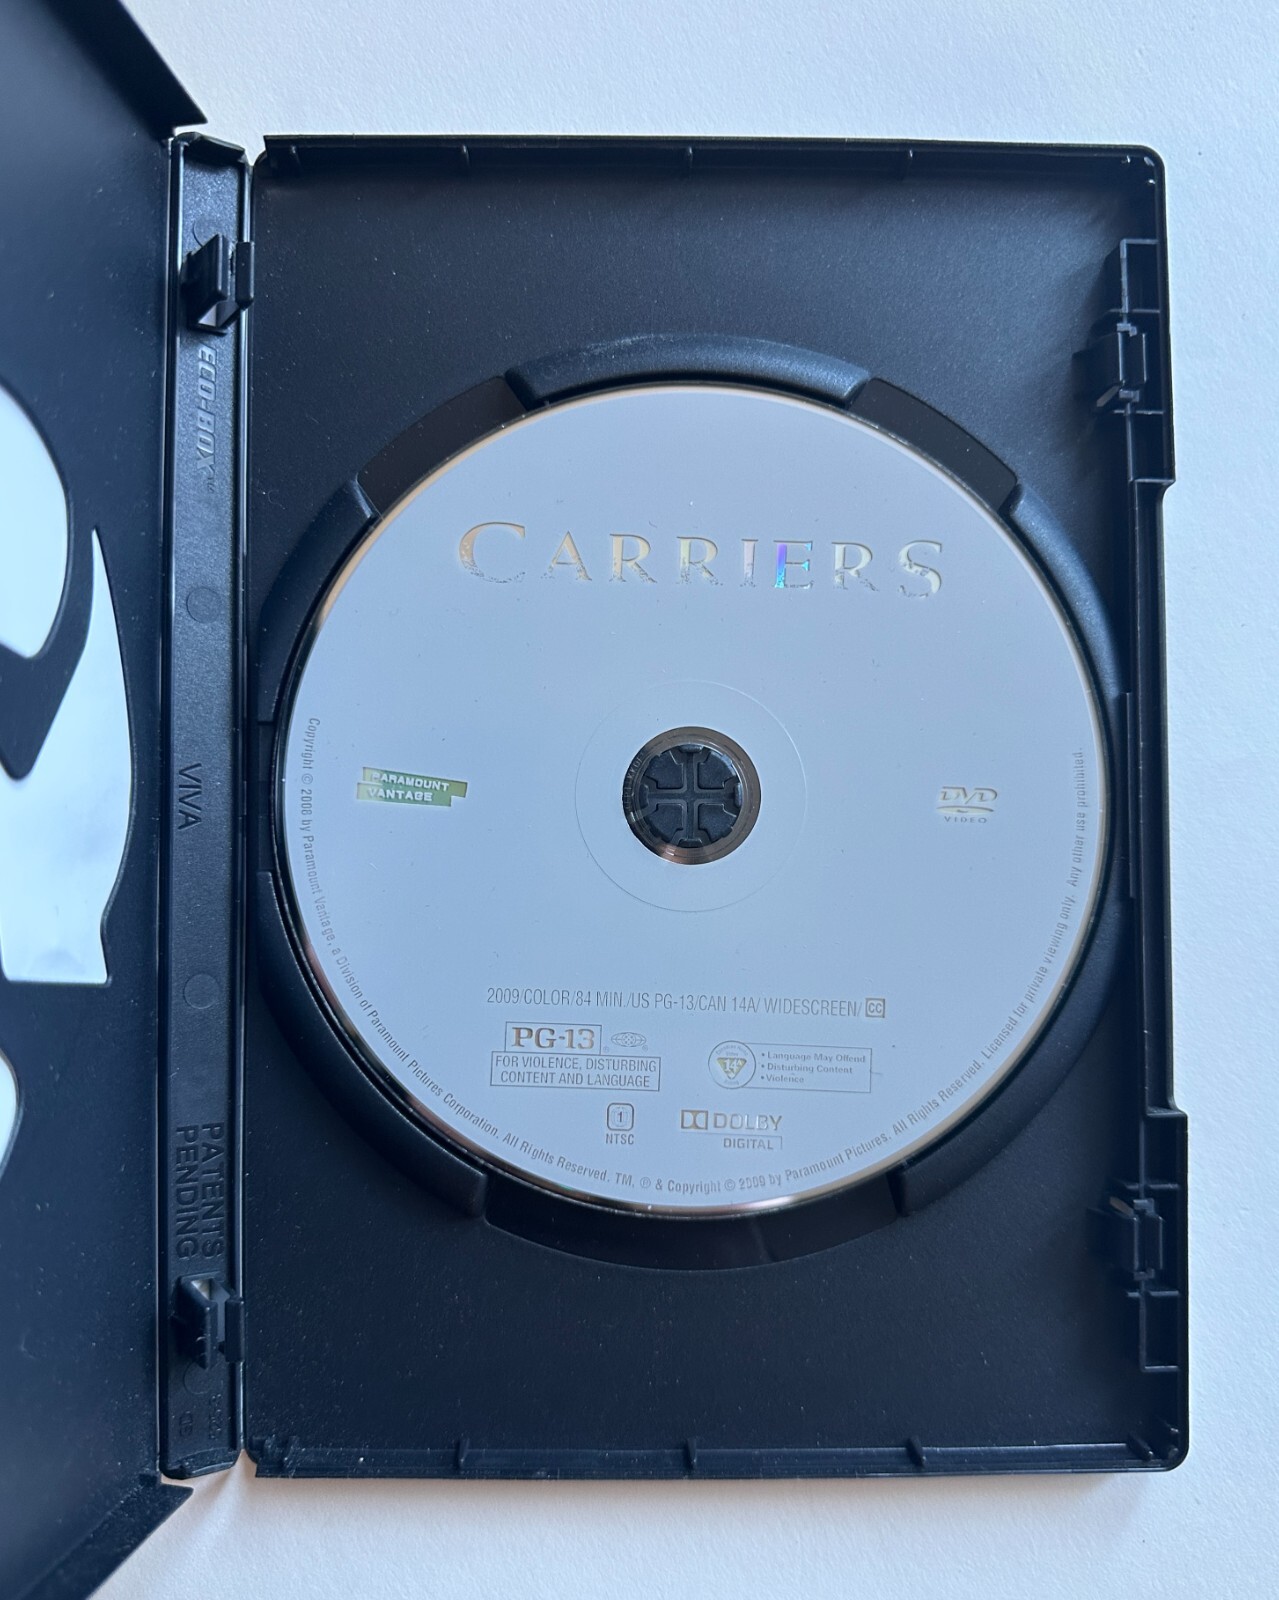 CARRIERS
PARAMOUNT
VANTAGE
DVD
VIDEO
2009/COLOR/84 MIN./US PG-13/CAN 14A/ WIDESCREEN/ CC
PG-13
FOR VIOLENCE, DISTURBING
CONTENT AND LANGUAGE
14A
• Language May Offend
• Disturbing Content
• Violence
1
NTSC
DOLBY
DIGITAL
Copyright © 2006 by Paramount Vantage, a Division of Paramount Pictures Corporation. All Rights Reserved. TM, ® & Copyright © 2009 by Paramount Pictures. All Rights Reserved. Licensed for private viewing only. Any other use prohibited.
ECO-BOX™
VIVA
PATENTS
PENDING